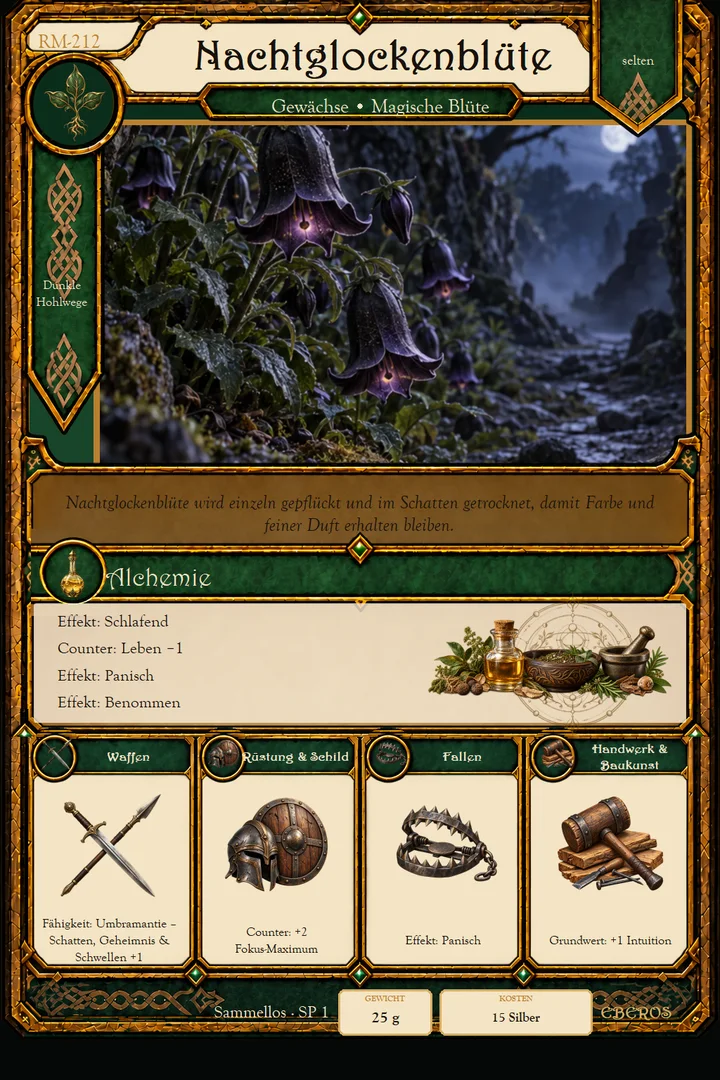 RM-212
Nachtglockenblüte
selten
Gewächse • Magische Blüte
Dunkle
Hohlwege
Nachtglockenblüte wird einzeln gepflückt und im Schatten getrocknet, damit Farbe und
feiner Duft erhalten bleiben.
Alchemie
Effekt: Schlafend
Counter: Leben −1
Effekt: Panisch
Effekt: Benommen
Waffen
Rüstung & Schild
Fallen
Handwerk &
Baukunst
Fähigkeit: Umbramantie –
Schatten, Geheimnis &
Schwellen +1
Counter: +2
Fokus-Maximum
Effekt: Panisch
Grundwert: +1 Intuition
Sammellos · SP 1
GEWICHT
25 g
KOSTEN
15 Silber
EBEROS